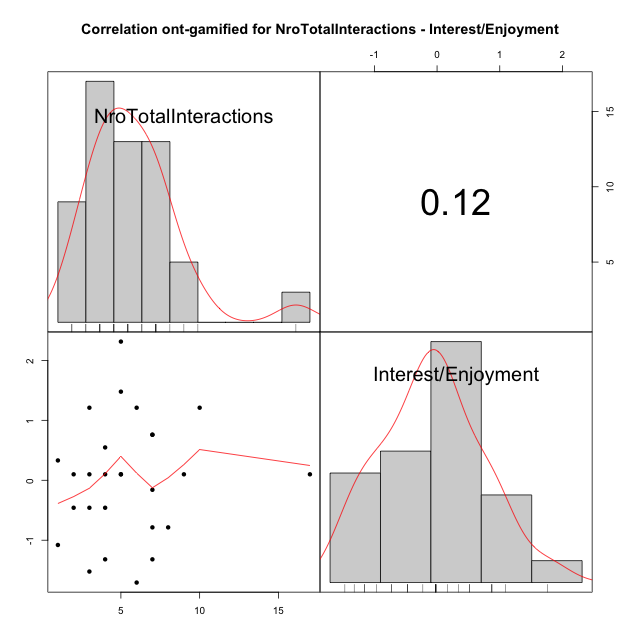 Correlation ont-gamified for NroTotalInteractions - Interest/Enjoyment
-1 0 1 2
NroTotalInteractions
0.12
15
10
5
Interest/Enjoyment
2
1
0
-1
5 10 15